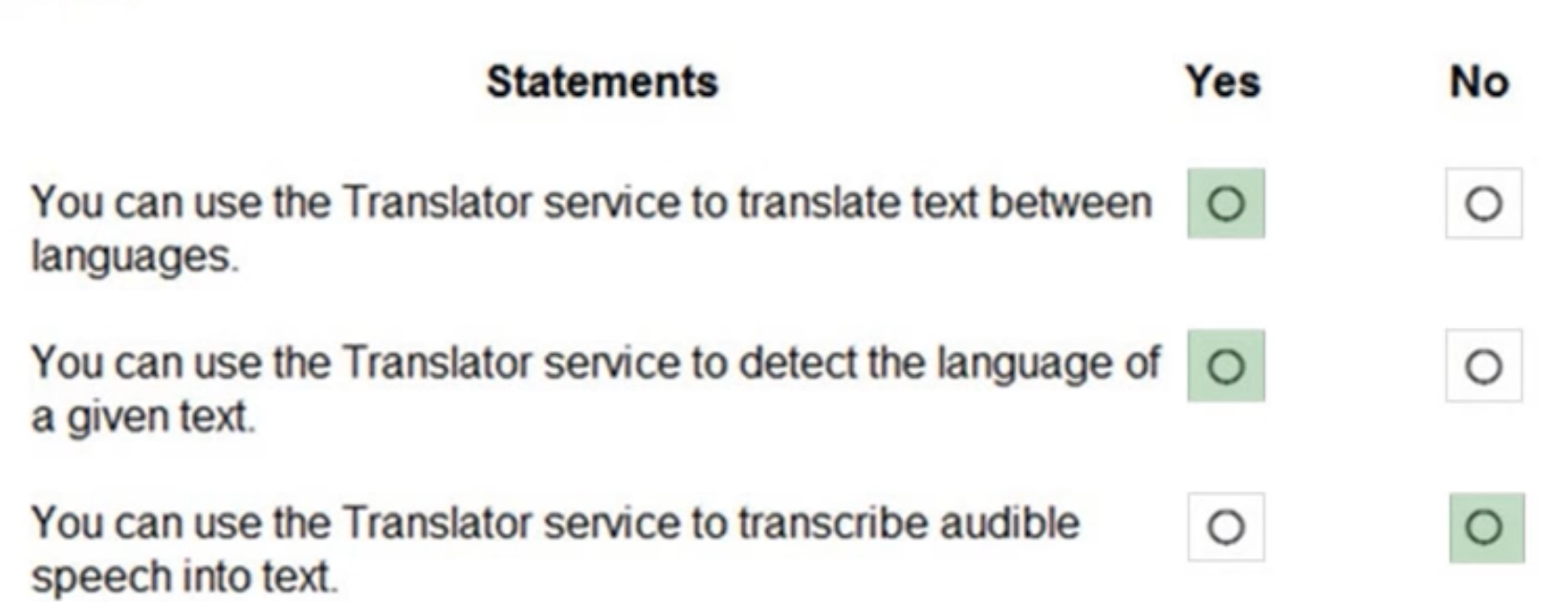 Statements Yes No
You can use the Translator service to translate text between
languages.
You can use the Translator service to detect the language of
a given text.
You can use the Translator service to transcribe audible
speech into text.